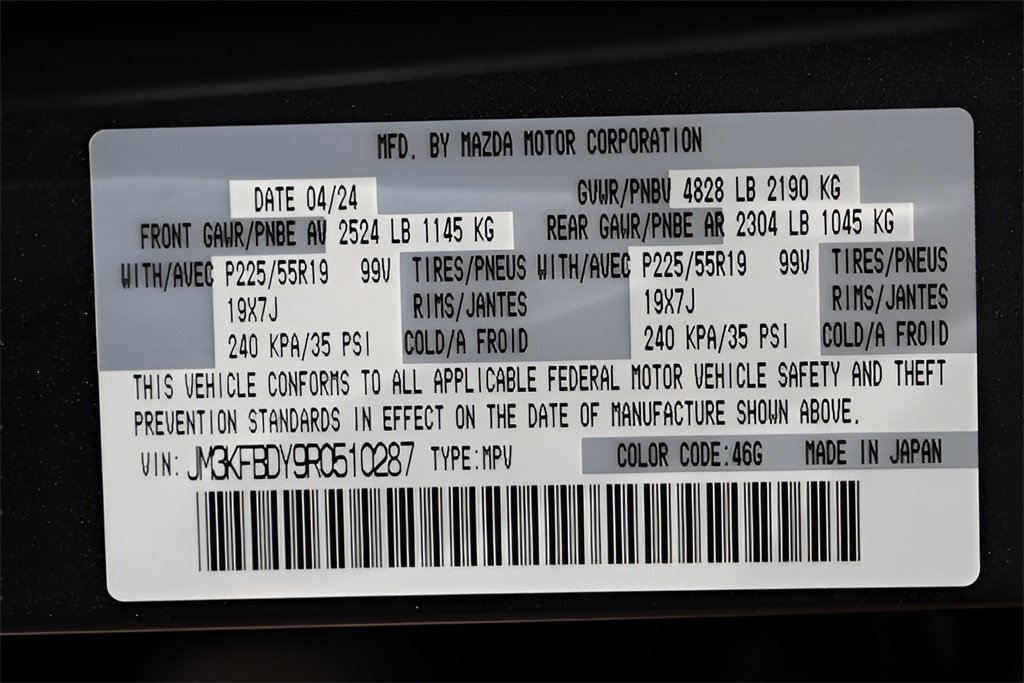 MFD. BY MAZDA MOTOR CORPORATION
DATE 04/24 GVWR/PNBV 4828 LB 2190 KG
FRONT GAWR/PNBE AV 2524 LB 1145 KG REAR GAWR/PNBE AR 2304 LB 1045 KG
WITH/AVEC P225/55R19 99V TIRES/PNEUS WITH/AVEC P225/55R19 99V TIRES/PNEUS
19X7J RIMS/JANTES 19X7J RIMS/JANTES
240 KPA/35 PSI COLD/A FROID 240 KPA/35 PSI COLD/A FROID
THIS VEHICLE CONFORMS TO ALL APPLICABLE FEDERAL MOTOR VEHICLE SAFETY AND THEFT
PREVENTION STANDARDS IN EFFECT ON THE DATE OF MANUFACTURE SHOWN ABOVE.
VIN: JM3KFBDY9R0510287 TYPE:MPV COLOR CODE:46G MADE IN JAPAN